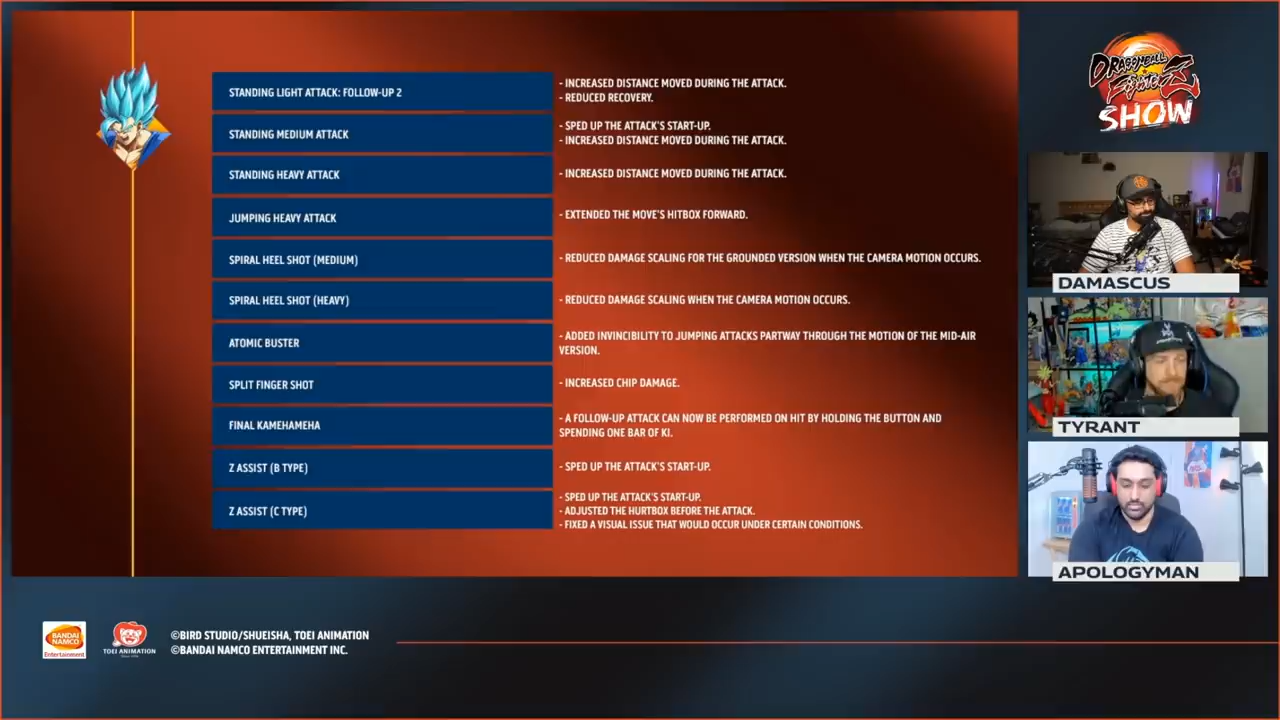 STANDING LIGHT ATTACK: FOLLOW-UP 2
- INCREASED DISTANCE MOVED DURING THE ATTACK.
- REDUCED RECOVERY.
STANDING MEDIUM ATTACK
- SPED UP THE ATTACK'S START-UP.
- INCREASED DISTANCE MOVED DURING THE ATTACK.
STANDING HEAVY ATTACK
- INCREASED DISTANCE MOVED DURING THE ATTACK.
JUMPING HEAVY ATTACK
- EXTENDED THE MOVE'S HITBOX FORWARD.
SPIRAL HEEL SHOT (MEDIUM)
- REDUCED DAMAGE SCALING FOR THE GROUNDED VERSION WHEN THE CAMERA MOTION OCCURS.
SPIRAL HEEL SHOT (HEAVY)
- REDUCED DAMAGE SCALING WHEN THE CAMERA MOTION OCCURS.
ATOMIC BUSTER
- ADDED INVINCIBILITY TO JUMPING ATTACKS PARTWAY THROUGH THE MOTION OF THE MID-AIR
VERSION.
SPLIT FINGER SHOT
- INCREASED CHIP DAMAGE.
FINAL KAMEHAMEHA
- A FOLLOW-UP ATTACK CAN NOW BE PERFORMED ON HIT BY HOLDING THE BUTTON AND
SPENDING ONE BAR OF KI.
Z ASSIST (B TYPE)
- SPED UP THE ATTACK'S START-UP.
Z ASSIST (C TYPE)
- SPED UP THE ATTACK'S START-UP.
- ADJUSTED THE HURTBOX BEFORE THE ATTACK.
- FIXED A VISUAL ISSUE THAT WOULD OCCUR UNDER CERTAIN CONDITIONS.
DRAGONBALL
FighterZ
SHOW
DAMASCUS
TYRANT
APOLOGYMAN
BANDAI
NAMCO
Entertainment
TOEI ANIMATION
©BIRD STUDIO/SHUEISHA, TOEI ANIMATION
©BANDAI NAMCO ENTERTAINMENT INC.